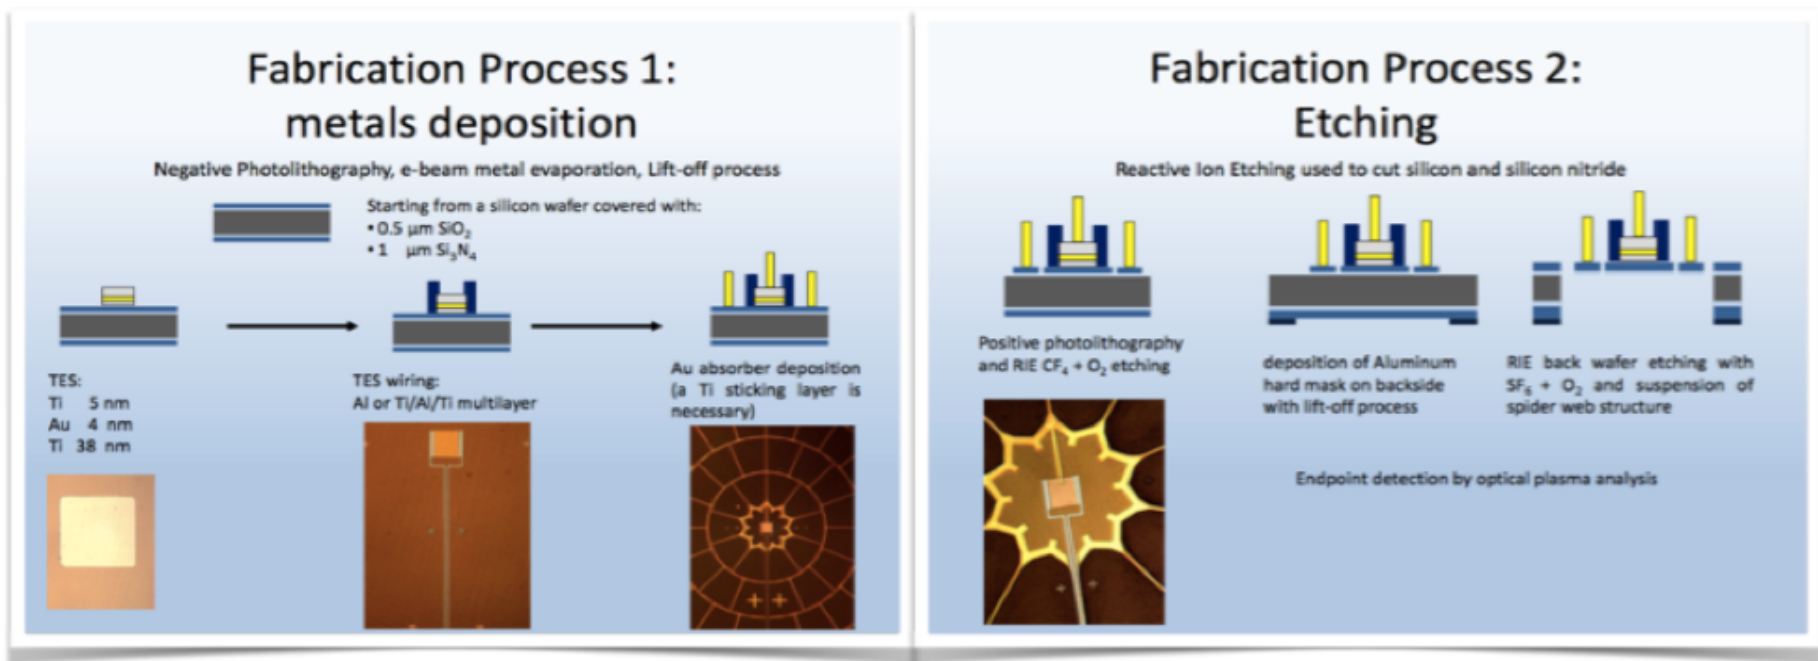 Fabrication Process 1:
metals deposition
Negative Photolithography, e-beam metal evaporation, Lift-off process
Starting from a silicon wafer covered with:
• 0.5 μm SiO₂
• 1 μm Si₃N₄
TES:
Ti 5 nm
Au 4 nm
Ti 38 nm
TES wiring:
Al or Ti/Al/Ti multilayer
Au absorber deposition
(a Ti sticking layer is
necessary)
Fabrication Process 2:
Etching
Reactive Ion Etching used to cut silicon and silicon nitride
Positive photolithography
and RIE CF₄ + O₂ etching
deposition of Aluminum
hard mask on backside
with lift-off process
RIE back wafer etching with
SF₆ + O₂ and suspension of
spider web structure
Endpoint detection by optical plasma analysis